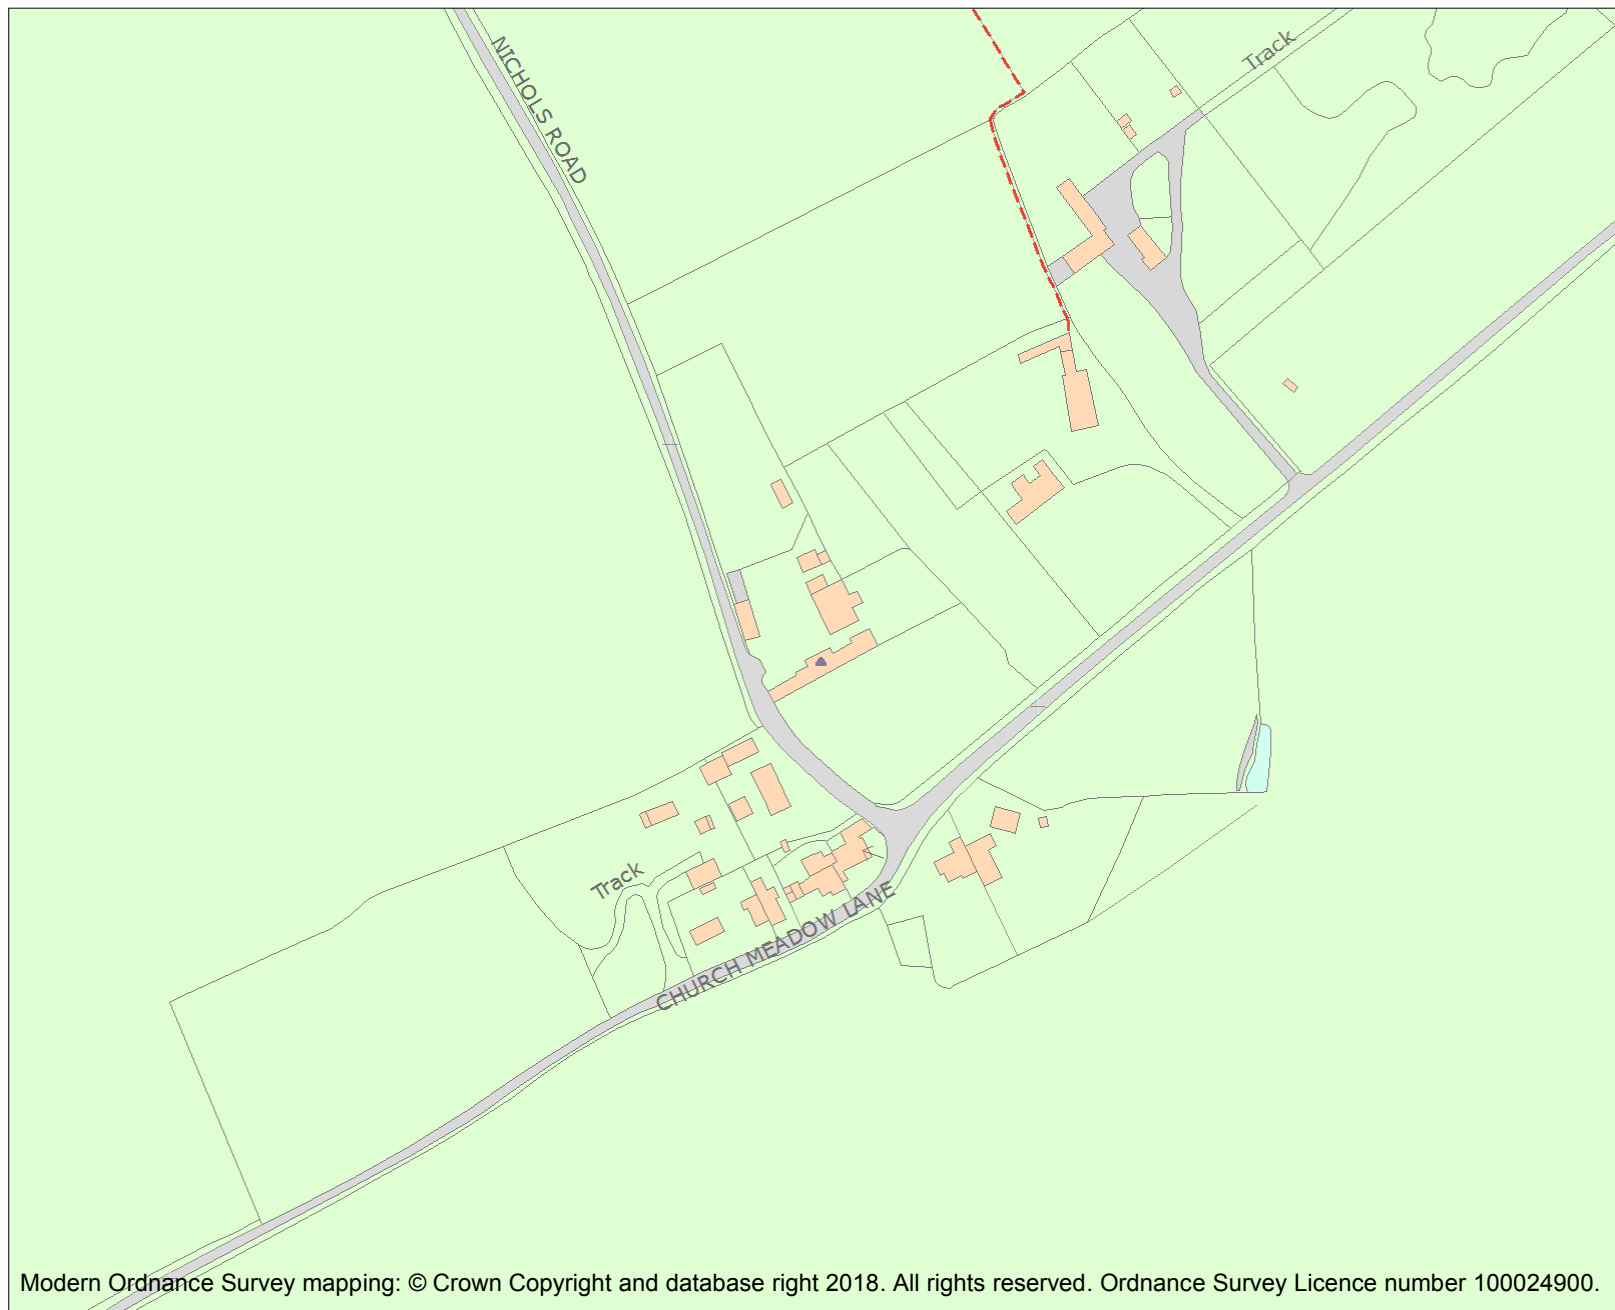 NICHOLS ROAD
Track
Track
CHURCH MEADOW LANE
Modern Ordnance Survey mapping: © Crown Copyright and database right 2018. All rights reserved. Ordnance Survey Licence number 100024900.